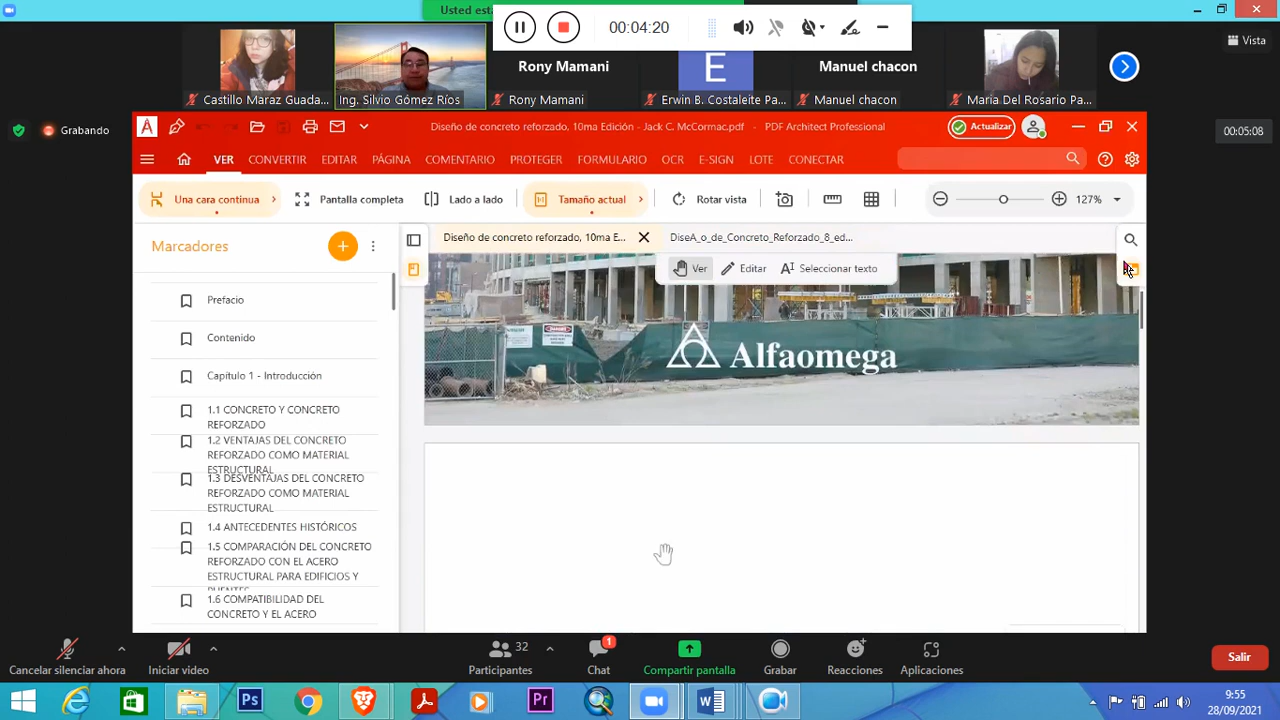 Usted est
00:04:20
Vista
Rony Mamani
E
Manuel chacon
Castillo Maraz Guada...
Ing. Silvio Gómez Ríos
Rony Mamani
Erwin B. Costaleite Pa...
Manuel chacon
Maria Del Rosario Pa...
Grabando
Diseño de concreto reforzado, 10ma Edición - Jack C. McCormac.pdf - PDF Architect Professional
Actualizar
00:05:08
VER CONVERTIR EDITAR PÁGINA COMENTARIO PROTEGER FORMULARIO OCR E-SIGN LOTE CONECTAR
Una cara continua
Pantalla completa
Lado a lado
Tamaño actual
Rotar vista
127%
Marcadores
Diseño de concreto reforzado, 10ma E...
DiseA_o_de_Concreto_Reforzado_8_ed...
Ver
Editar
Seleccionar texto
Prefacio
Contenido
Capítulo 1 - Introducción
1.1 CONCRETO Y CONCRETO
REFORZADO
1.2 VENTAJAS DEL CONCRETO
REFORZADO COMO MATERIAL
ESTRUCTURAL
1.3 DESVENTAJAS DEL CONCRETO
REFORZADO COMO MATERIAL
ESTRUCTURAL
1.4 ANTECEDENTES HISTÓRICOS
1.5 COMPARACIÓN DEL CONCRETO
REFORZADO CON EL ACERO
ESTRUCTURAL PARA EDIFICIOS Y
PUENTES
1.6 COMPATIBILIDAD DEL
CONCRETO Y EL ACERO
DANGER
Alfaomega
Cancelar silenciar ahora
Iniciar video
32
Participantes
1
Chat
Compartir pantalla
Grabar
Reacciones
Aplicaciones
Salir
Ps
Pr
9:55
28/09/2021